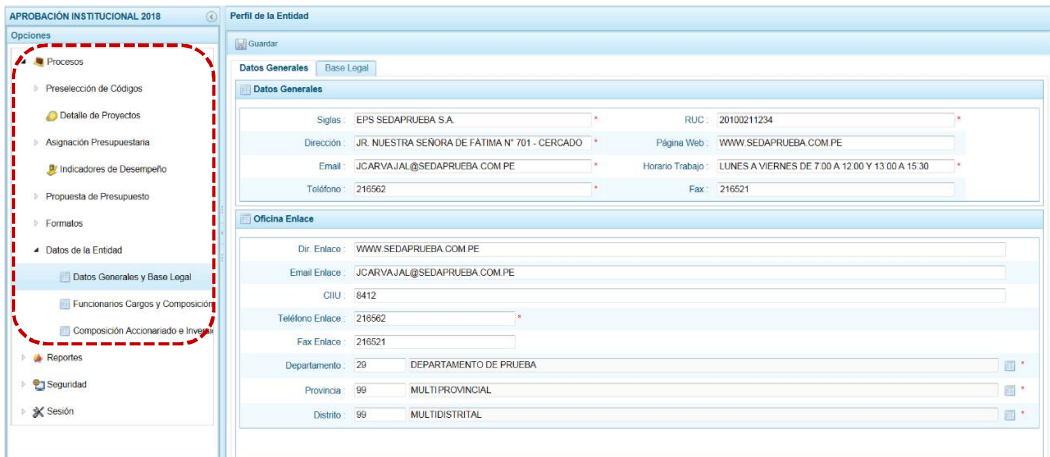 APROBACIÓN INSTITUCIONAL 2018
Opciones
Procesos
Preselección de Códigos
Detalle de Proyectos
Asignación Presupuestaria
Indicadores de Desempeño
Propuesta de Presupuesto
Formatos
Datos de la Entidad
Datos Generales y Base Legal
Funcionarios Cargos y Composición
Composición Accionariado e Inversi
Reportes
Seguridad
Sesión
Perfil de la Entidad
Guardar
Datos Generales Base Legal
Datos Generales
Siglas : EPS SEDAPRUEBA S.A. * RUC : 20100211234 *
Dirección : JR. NUESTRA SEÑORA DE FÀTIMA N° 701 - CERCADO * Página Web : WWW.SEDAPRUEBA.COM.PE
Email : JCARVAJAL@SEDAPRUEBA.COM.PE * Horario Trabajo : LUNES A VIERNES DE 7:00 A 12:00 Y 13:00 A 15:30 *
Teléfono : 216562 * Fax : 216521
Oficina Enlace
Dir. Enlace : WWW.SEDAPRUEBA.COM.PE
Email Enlace : JCARVAJAL@SEDAPRUEBA.COM.PE
CIIU : 8412
Teléfono Enlace : 216562 *
Fax Enlace : 216521
Departamento : 29 DEPARTAMENTO DE PRUEBA *
Provincia : 99 MULTIPROVINCIAL *
Distrito : 99 MULTIDISTRITAL *